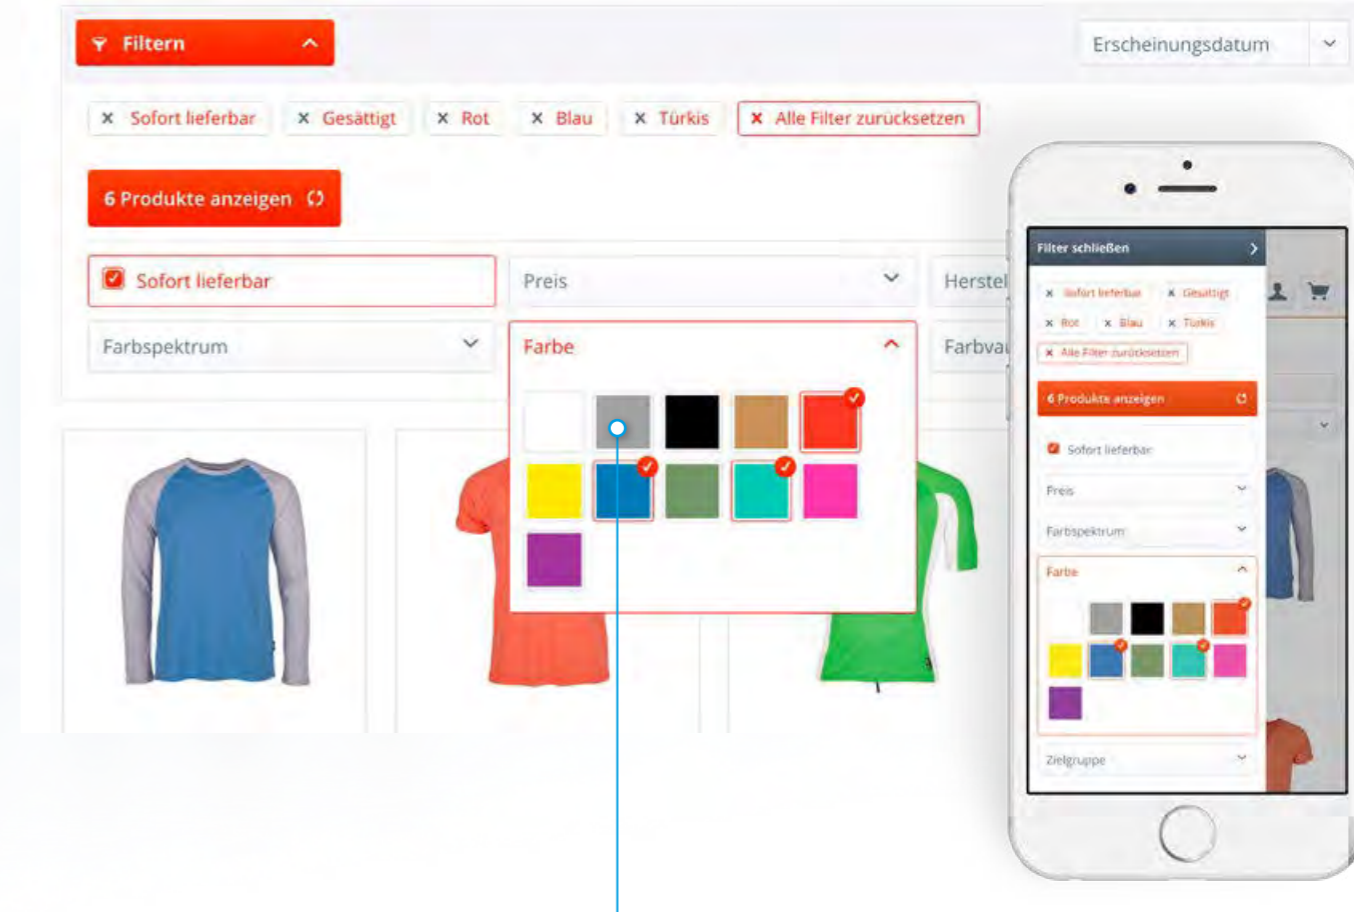 Filtern
Erscheinungsdatum
x Sofort lieferbar x Gesättigt x Rot x Blau x Türkis x Alle Filter zurücksetzen
6 Produkte anzeigen
Sofort lieferbar
Preis
Herstel
Farbspektrum
Farbe
Farbvau
Filter schließen
x Sofort lieferbar x Gesättigt
x Rot x Blau x Türkis
x Alle Filter zurücksetzen
6 Produkte anzeigen
Sofort lieferbar
Preis
Farbspektrum
Farbe
Zielgruppe